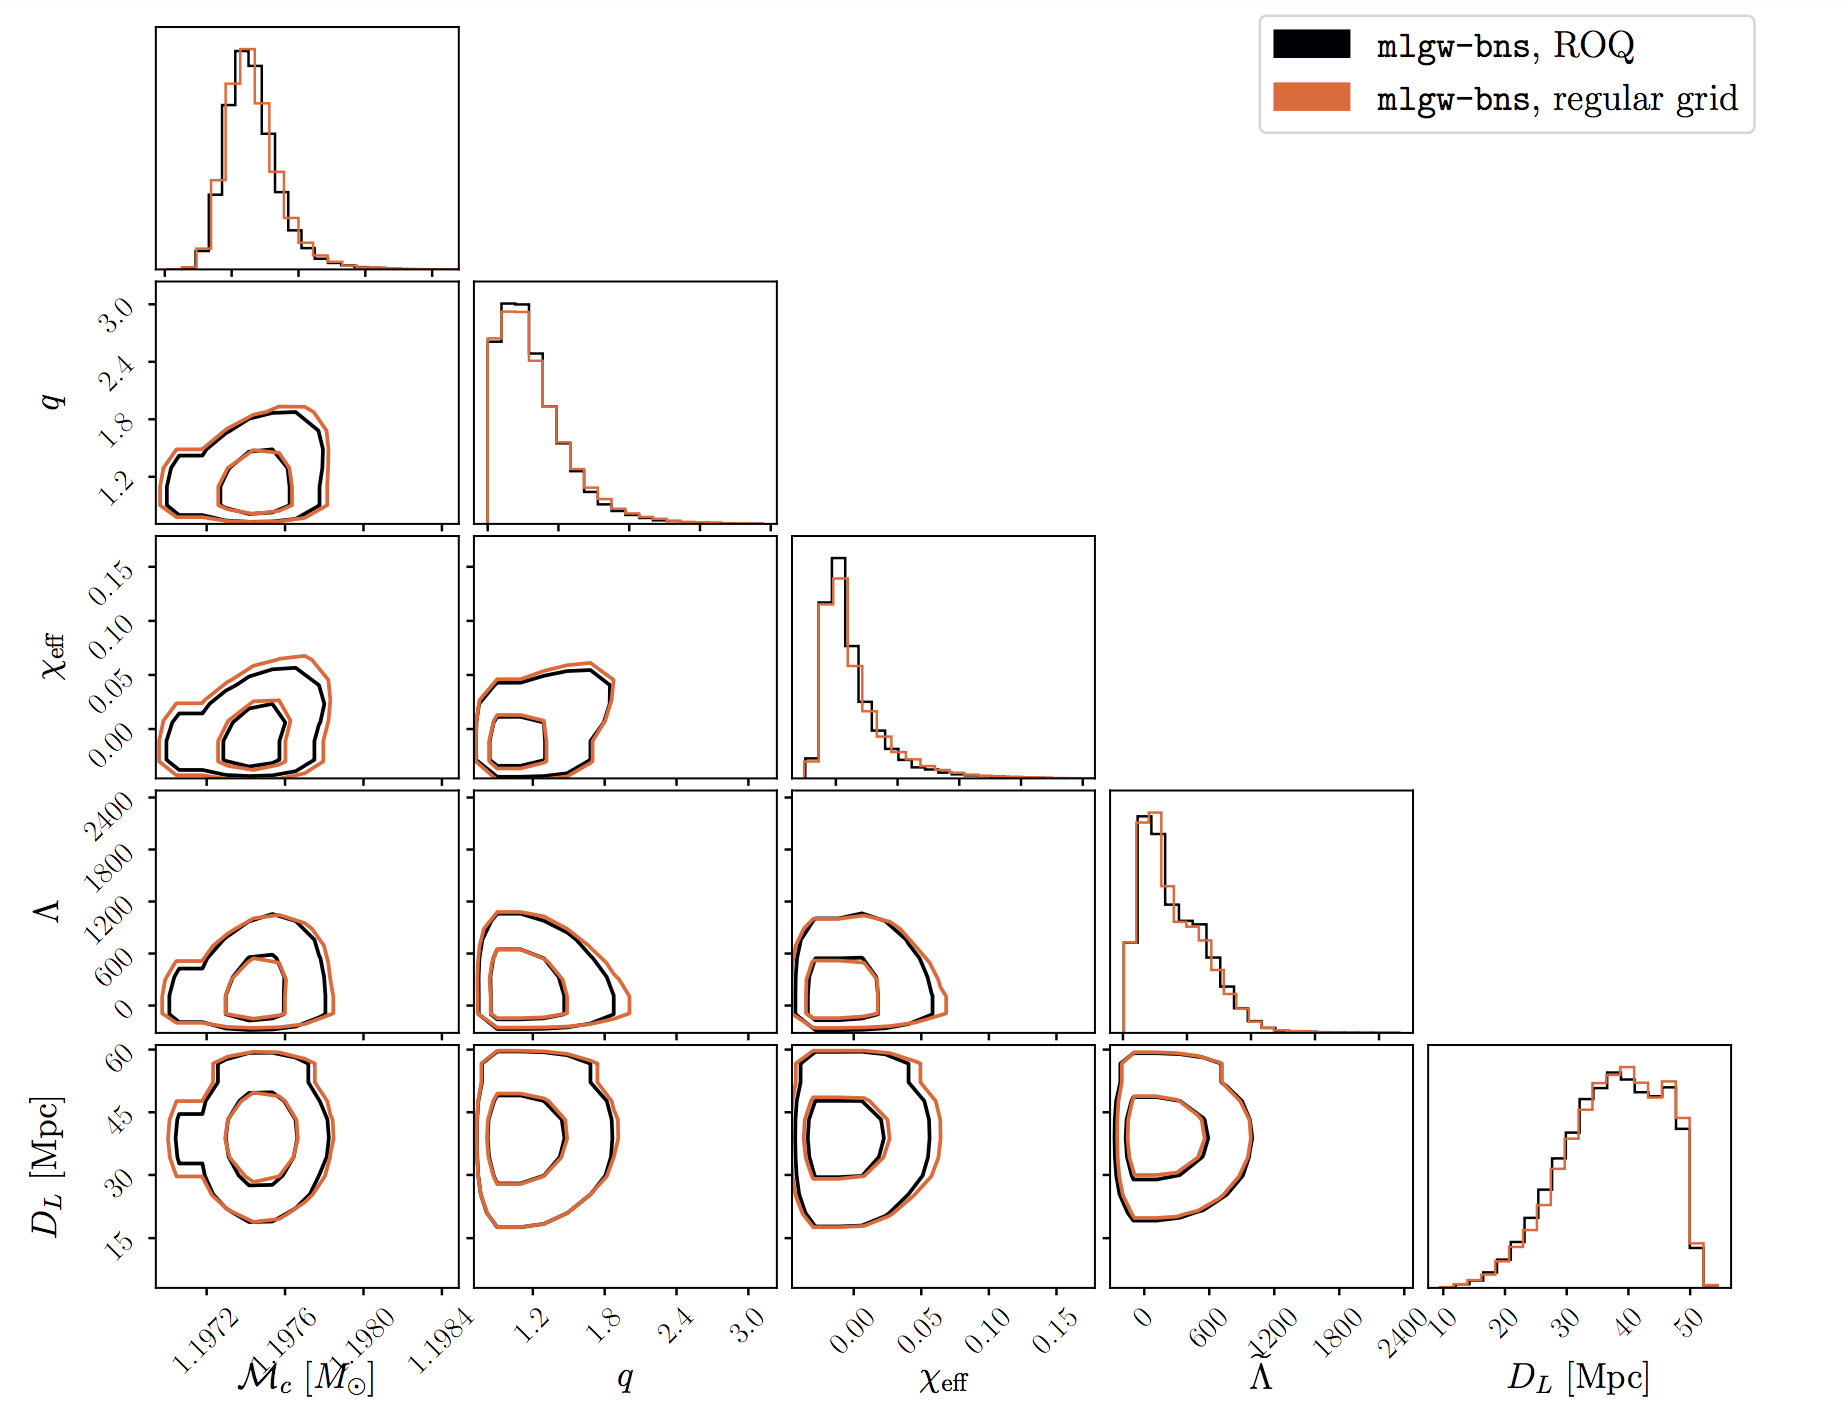 mlgw-bns, ROQ
mlgw-bns, regular grid
3.0
2.4
1.8
1.2
q
0.15
0.10
0.05
0.00
χeff
2400
1800
1200
600
0
Λ
60
45
30
15
D_L [Mpc]
1.1972 1.1976 1.1980 1.1984 1.2 1.8 2.4 3.0 0.00 0.05 0.10 0.15 0 600 1200 1800 2400 10 20 30 40 50
ℳ_c [M_⊙] q χeff Λ̃ D_L [Mpc]